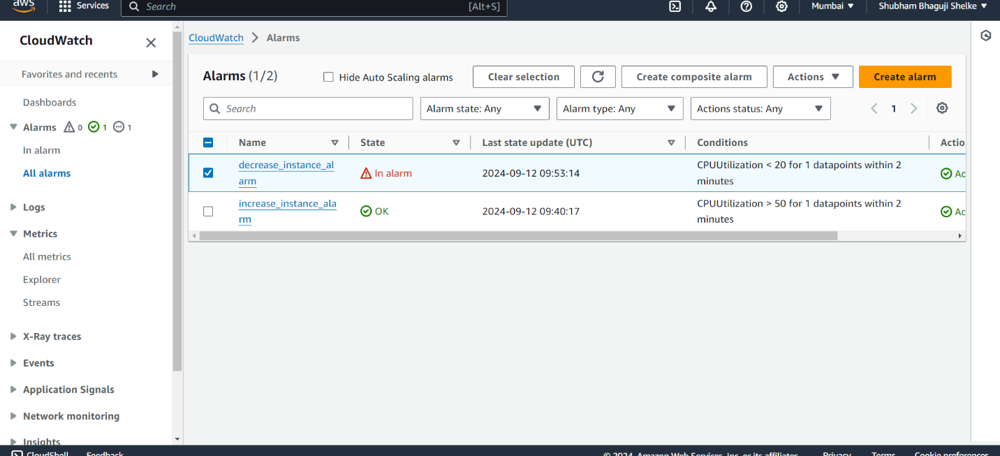 aws
Services
Search
[Alt+S]
Mumbai
Shubham Bhaguji Shelke
CloudWatch
Favorites and recents
Dashboards
Alarms 0 1 1
In alarm
All alarms
Logs
Metrics
All metrics
Explorer
Streams
X-Ray traces
Events
Application Signals
Network monitoring
Insights
CloudWatch > Alarms
Alarms (1/2)
Hide Auto Scaling alarms
Clear selection
Create composite alarm
Actions
Create alarm
Search
Alarm state: Any
Alarm type: Any
Actions status: Any
1
Name
State
Last state update (UTC)
Conditions
Actio
decrease_instance_al
arm
In alarm
2024-09-12 09:53:14
CPUUtilization < 20 for 1 datapoints within 2
minutes
Ac
increase_instance_ala
rm
OK
2024-09-12 09:40:17
CPUUtilization > 50 for 1 datapoints within 2
minutes
Ac
CloudShell
Feedback
© 2024, Amazon Web Services, Inc. or its affiliates.
Privacy
Terms
Cookie preferences